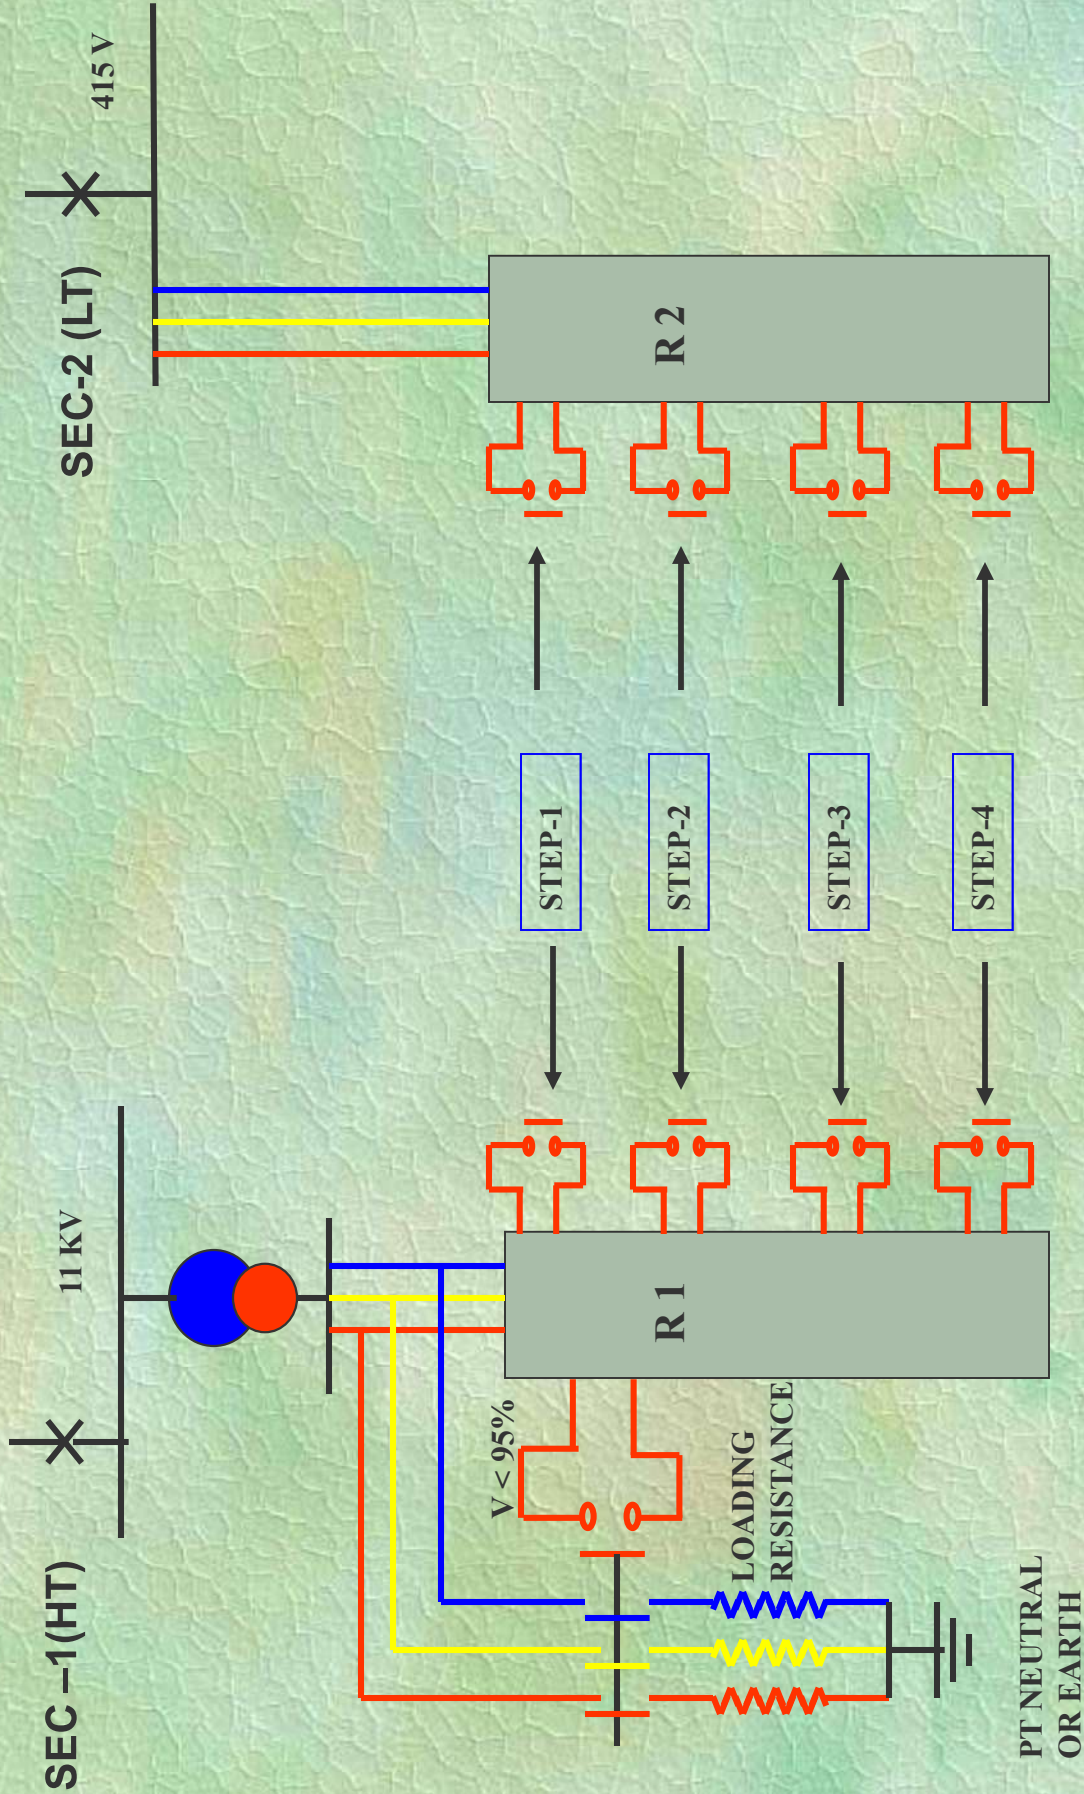 SEC –1(HT)
11 KV
SEC-2 (LT)
415 V
V < 95%
R 1
STEP-1
STEP-2
STEP-3
STEP-4
R 2
LOADING
RESISTANCE
PT NEUTRAL
OR EARTH